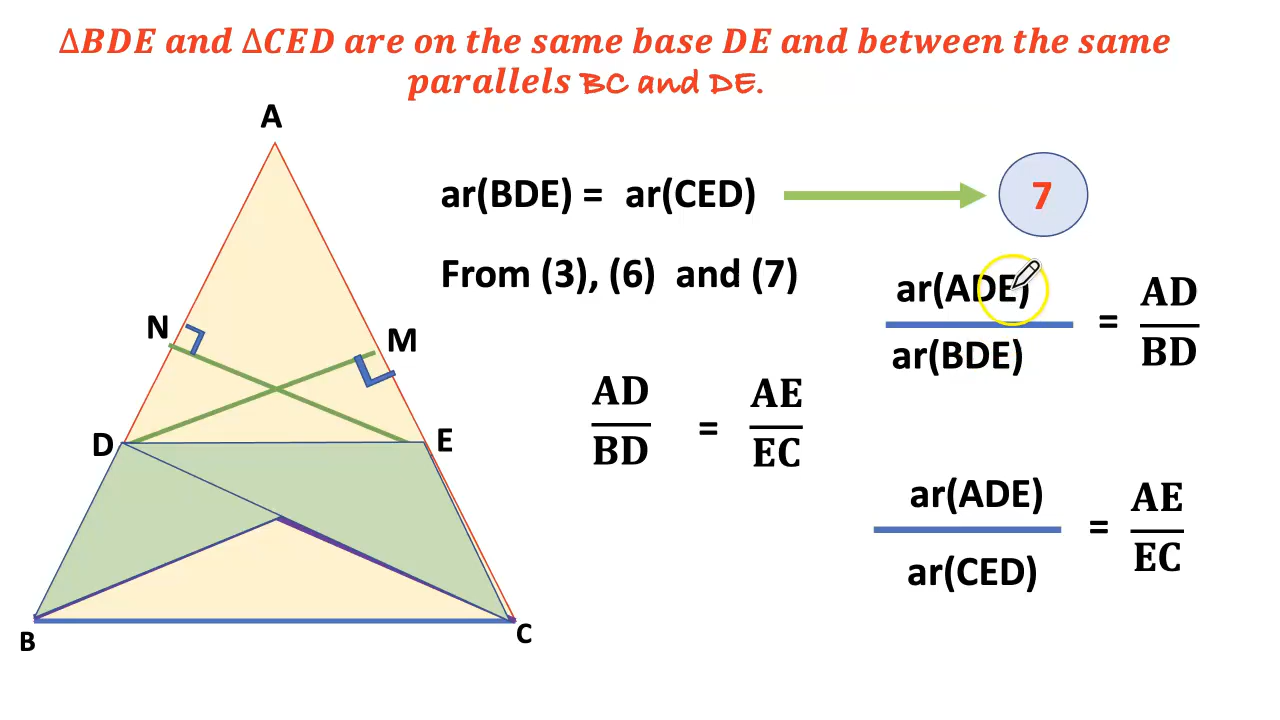 ∆BDE and ∆CED are on the same base DE and between the same
parallels BC and DE.
A
ar(BDE) = ar(CED)
7
From (3), (6) and (7)
ar(ADE)
ar(BDE)
=
AD
BD
N
M
AD
BD
=
AE
EC
D
E
ar(ADE)
ar(CED)
=
AE
EC
B
C